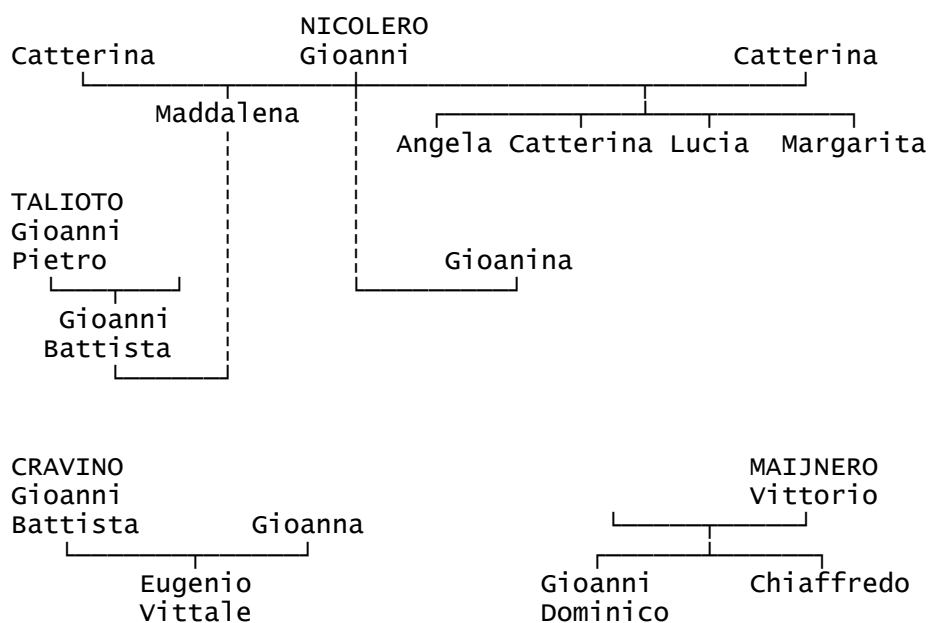 NICOLERO
Catterina Gioanni Catterina
Maddalena
Angela Catterina Lucia Margarita
TALIOTO
Gioanni
Pietro Gioanina
Gioanni
Battista
CRAVINO MAIJNERO
Gioanni Vittorio
Battista Gioanna
Eugenio Gioanni Chiaffredo
Vittale Dominico